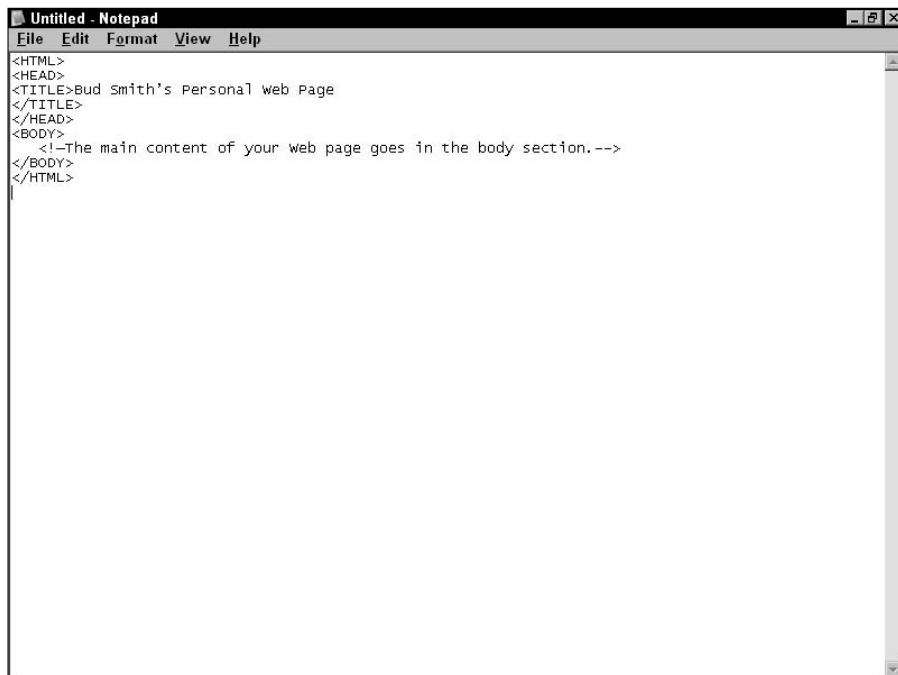 Untitled - Notepad
File Edit Format View Help
<HTML>
<HEAD>
<TITLE>Bud Smith’s Personal Web Page
</TITLE>
</HEAD>
<BODY>
<!—The main content of your Web page goes in the body section.-->
</BODY>
</HTML>